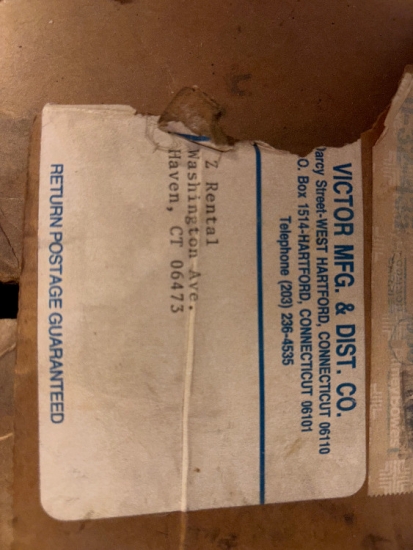 VICTOR MFG. & DIST. CO.
arcy Street-WEST HARTFORD, CONNECTICUT 06110
.O. Box 1514-HARTFORD, CONNECTICUT 06101
Telephone (203) 236-4535
Z Rental
Washington Ave.
Haven, CT 06473
RETURN POSTAGE GUARANTEED